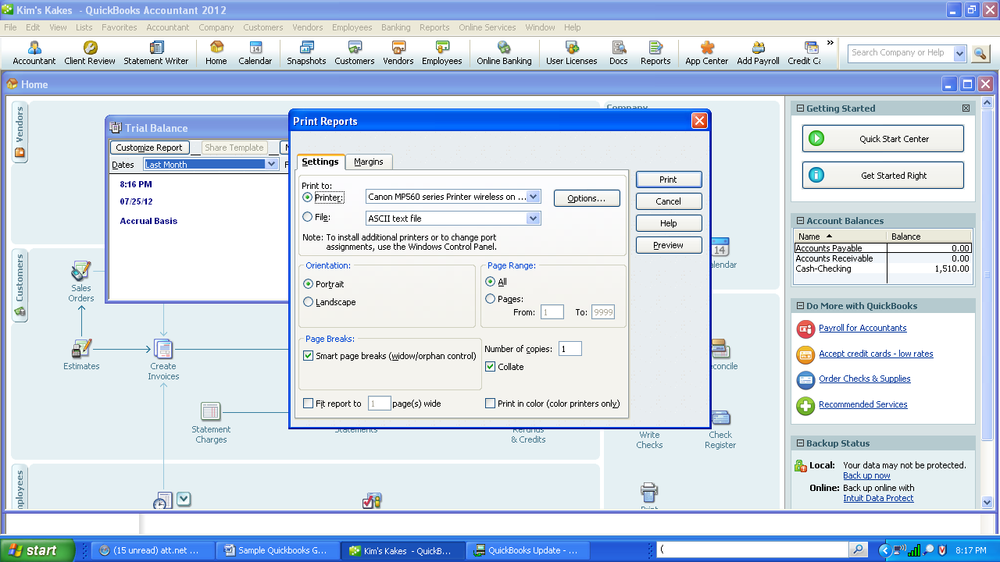 Kim's Kakes - QuickBooks Accountant 2012
File Edit View Lists Favorites Accountant Company Customers Vendors Employees Banking Reports Online Services Window Help
Accountant Client Review Statement Writer Home Calendar Snapshots Customers Vendors Employees Online Banking User Licenses Docs Reports App Center Add Payroll Credit Ca
Search Company or Help
Home
Vendors
Company
Trial Balance
Customize Report Share Template
Dates Last Month
8:16 PM
07/25/12
Accrual Basis
Print Reports
Settings Margins
Print to:
Printer: Canon MP560 series Printer wireless on ... Options...
File: ASCII text file
Note: To install additional printers or to change port
assignments, use the Windows Control Panel.
Orientation:
Portrait
Landscape
Page Range:
All
Pages:
From: 1 To: 9999
Page Breaks:
Smart page breaks (widow/orphan control)
Number of copies: 1
Collate
Fit report to 1 page(s) wide
Print in color (color printers only)
Print
Cancel
Help
Preview
Customers
Sales
Orders
Estimates
Create
Invoices
Statement
Charges
Statements
Refunds
& Credits
14
alendar
concile
Write
Checks
Check
Register
Print
mployees
Getting Started
Quick Start Center
Get Started Right
Account Balances
Name Balance
Accounts Payable 0.00
Accounts Receivable 0.00
Cash-Checking 1,510.00
Do More with QuickBooks
Payroll for Accountants
Accept credit cards - low rates
Order Checks & Supplies
Recommended Services
Backup Status
Local: Your data may not be protected.
Back up now
Online: Back up online with
Intuit Data Protect
start (15 unread) att.net ... Sample Quickbooks G... Kim's Kakes - QuickB... QuickBooks Update - ... ( 8:17 PM